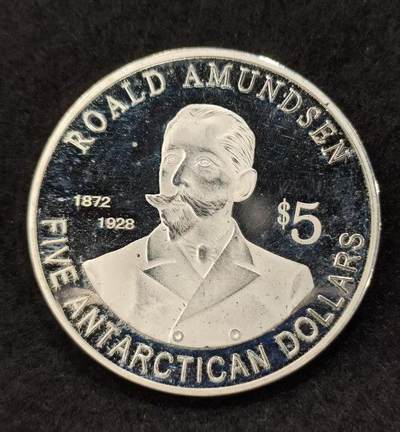 ROALD AMUNDSEN
1872
1928
$5
FIVE ANTARCTICAN DOLLARS